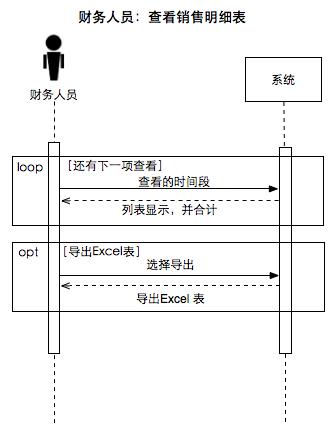 财务人员：查看销售明细表
财务人员
系统
loop
[还有下一项查看]
查看的时间段
列表显示，并合计
opt
[导出Excel表]
选择导出
导出Excel 表